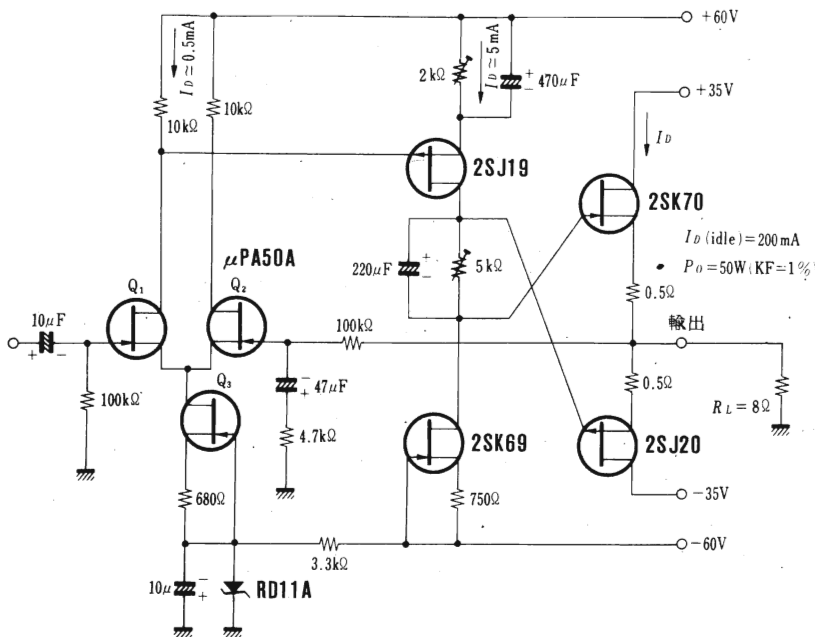 +60V
I_D≈0.5mA
10kΩ
10kΩ
2kΩ
I_D≈5mA
470μF
+
−
+35V
I_D
2SJ19
2SK70
I_D (idle)=200mA
• P_O=50W (KF=1%)
μPA50A
220μF
+
−
5kΩ
0.5Ω
Q₁
Q₂
10μF
+
−
100kΩ
輸出
100kΩ
−
+
47μF
0.5Ω
R_L=8Ω
Q₃
4.7kΩ
2SK69
2SJ20
680Ω
750Ω
−35V
3.3kΩ
−60V
10μ
−
+
RD11A